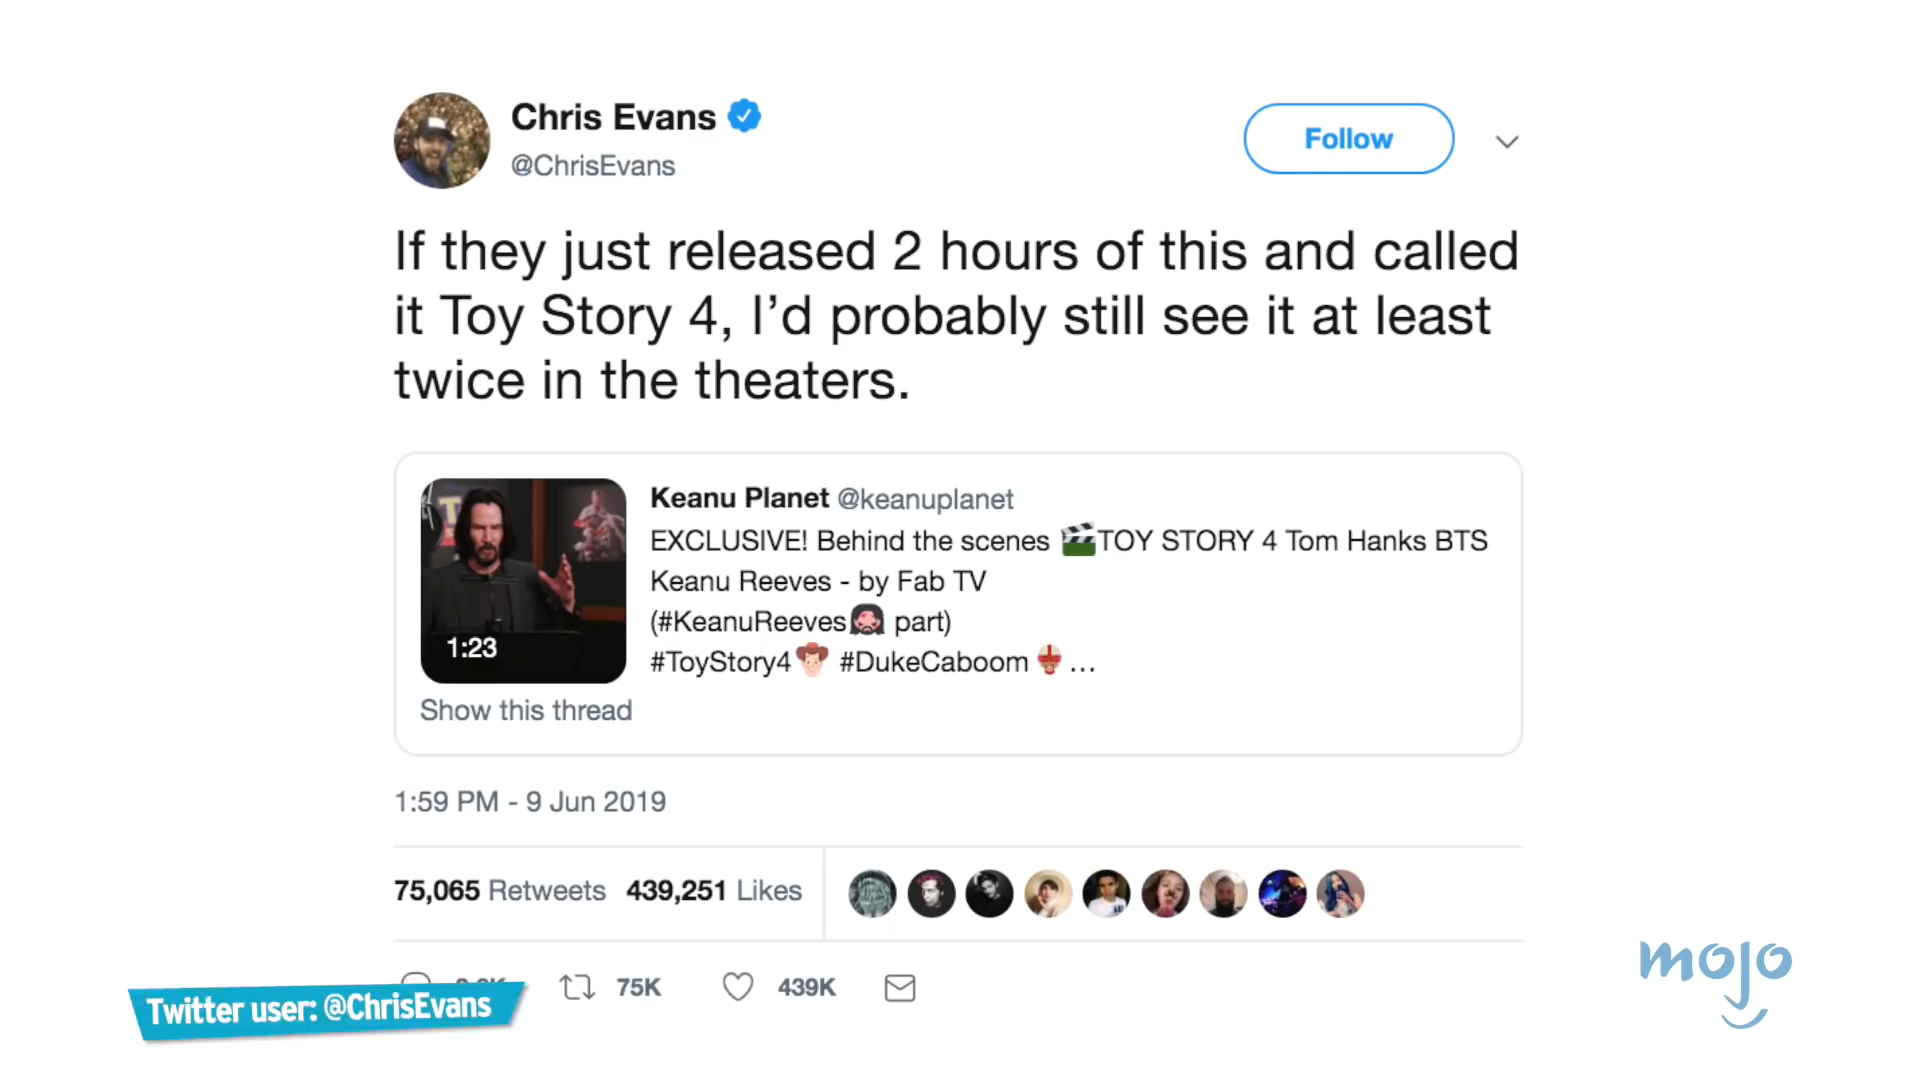 Chris Evans
@ChrisEvans
Follow
If they just released 2 hours of this and called
it Toy Story 4, I'd probably still see it at least
twice in the theaters.
Keanu Planet @keanuplanet
EXCLUSIVE! Behind the scenes 🎬TOY STORY 4 Tom Hanks BTS
Keanu Reeves - by Fab TV
(#KeanuReeves part)
#ToyStory4 #DukeCaboom ...
1:23
Show this thread
1:59 PM - 9 Jun 2019
75,065 Retweets 439,251 Likes
75K 439K
Twitter user: @ChrisEvans
mojo